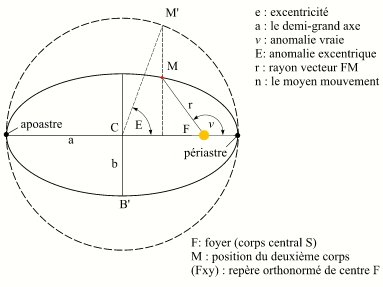 M'
e : excentricité
a : le demi-grand axe
ν : anomalie vraie
E: anomalie excentrique
r : rayon vecteur FM
n : le moyen mouvement
M
r
apoastre
C
E
F
ν
a
périastre
b
B'
F: foyer (corps central S)
M : position du deuxième corps
(Fxy) : repère orthonormé de centre F